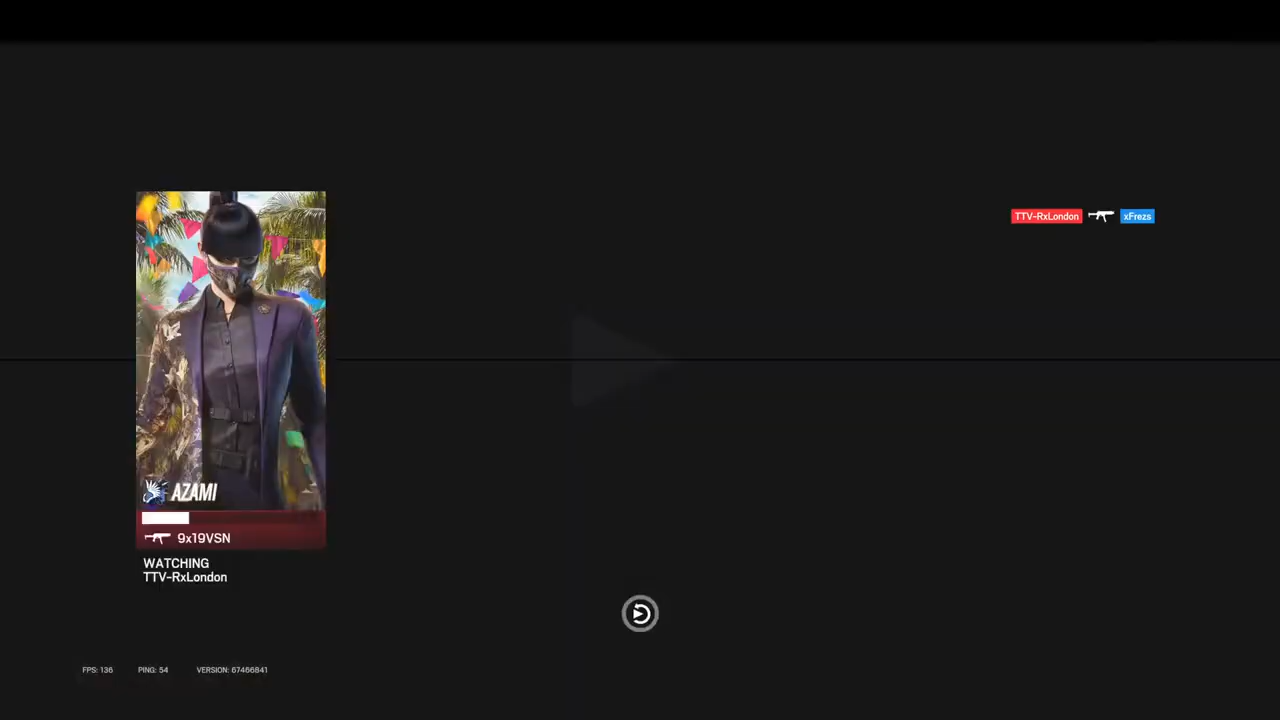 TTV-RxLondon xFrezs
AZAMI
9x19VSN
WATCHING
TTV-RxLondon
FPS: 136 PING: 54 VERSION: 67466841